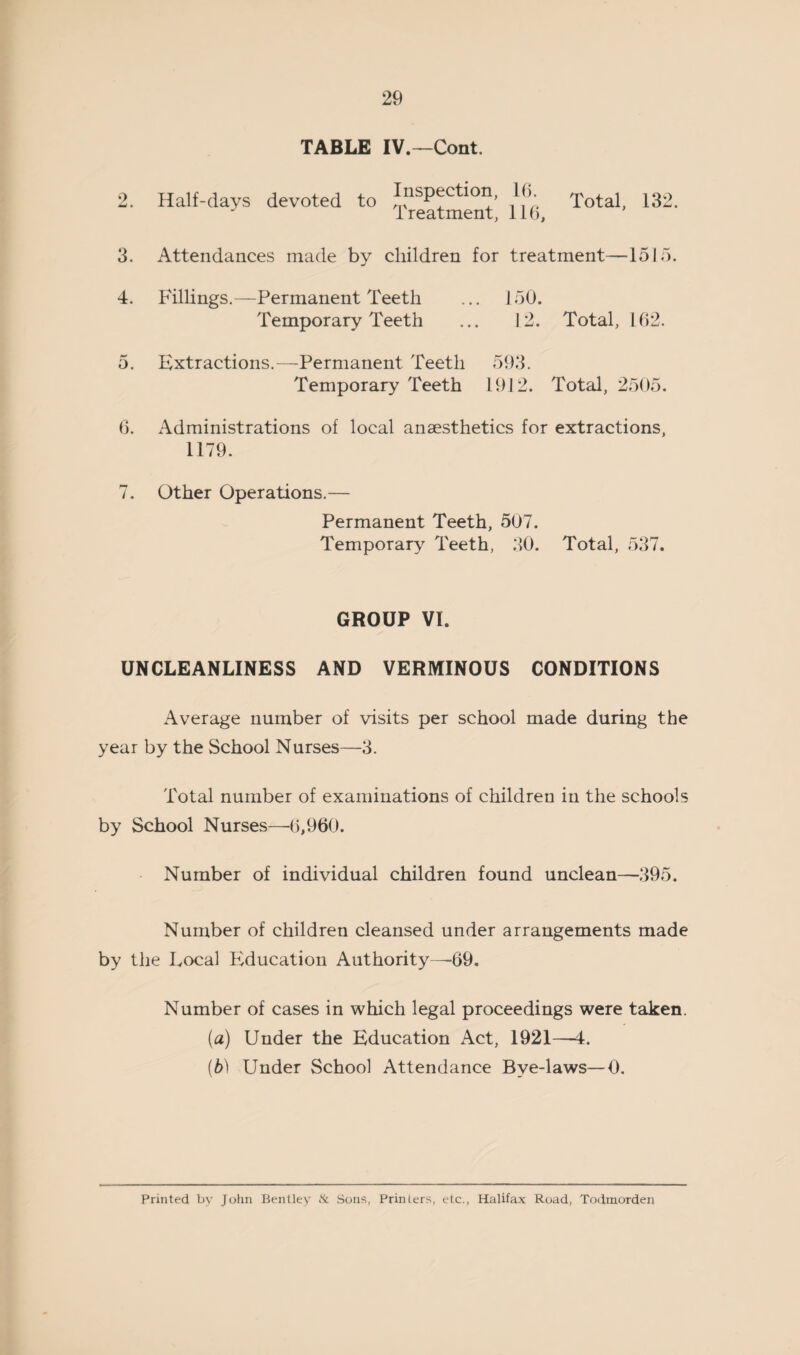 29
TABLE IV.—Cont.
2. Half-days devoted to Inspection, 16. Treatment, 116, Total, 132.
3. Attendances made by children for treatment—1515.
4. Fillings.—Permanent Teeth ... 150.
Temporary Teeth ... 12. Total, 162.
5. Extractions.—Permanent Teeth 593.
Temporary Teeth 1912. Total, 2505.
6. Administrations of local anæsthetics for extractions,
1179.
7. Other Operations.—
Permanent Teeth, 507.
Temporary Teeth, 30. Total, 537.
GROUP VI.
UNCLEANLINESS AND VERMINOUS CONDITIONS
Average number of visits per school made during the
year by the School Nurses—3.
Total number of examinations of children in the schools
by School Nurses—6,960.
Number of individual children found unclean—395.
Number of children cleansed under arrangements made
by the Local Education Authority—69.
Number of cases in which legal proceedings were taken.
(a) Under the Education Act, 1921—4.
(b) Under School Attendance Bye-laws—0.
Printed by John Bentley & Sons, Printers, etc., Halifax Road, Todmorden